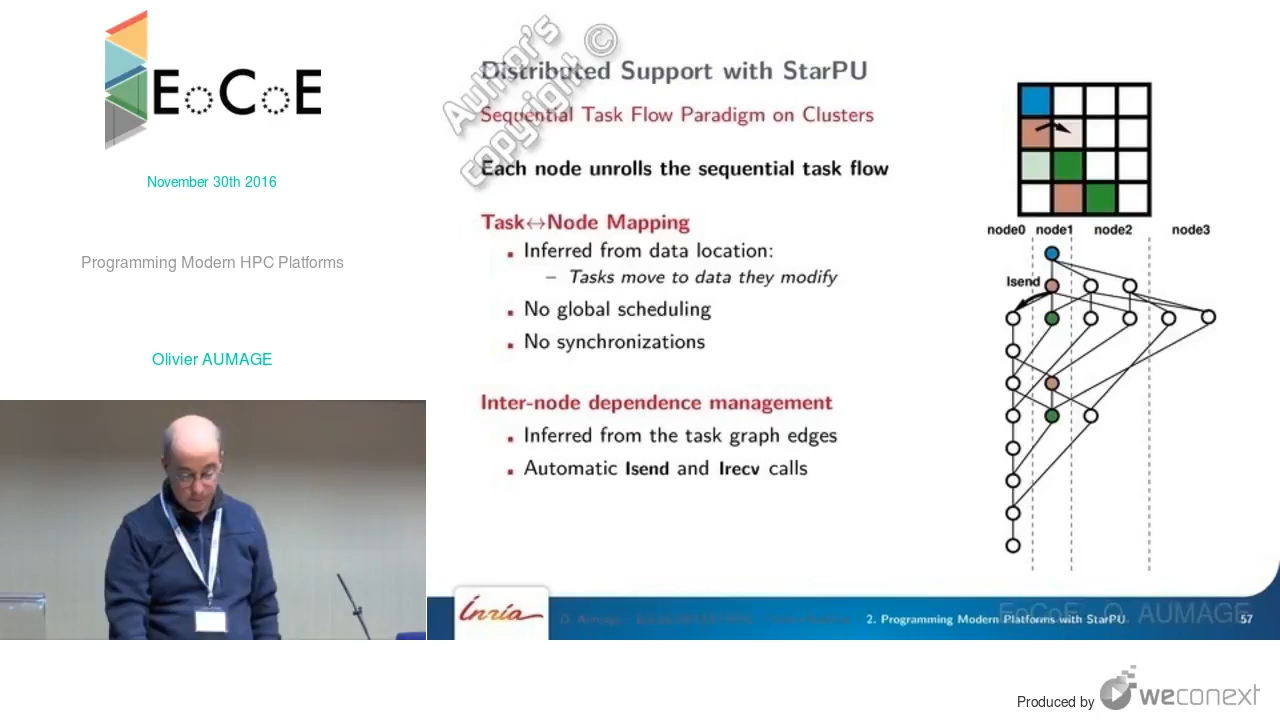 EoCoE
November 30th 2016
Programming Modern HPC Platforms
Olivier AUMAGE
Author's
copyright ©
Distributed Support with StarPU
Sequential Task Flow Paradigm on Clusters
Each node unrolls the sequential task flow
Task↔Node Mapping
Inferred from data location:
– Tasks move to data they modify
No global scheduling
No synchronizations
Inter-node dependence management
Inferred from the task graph edges
Automatic Isend and Irecv calls
node0 node1 node2 node3
Isend
Inria
O. Aumage
2. Programming Modern Platforms with StarPU
EoCoE O. AUMAGE
57
Produced by weconext